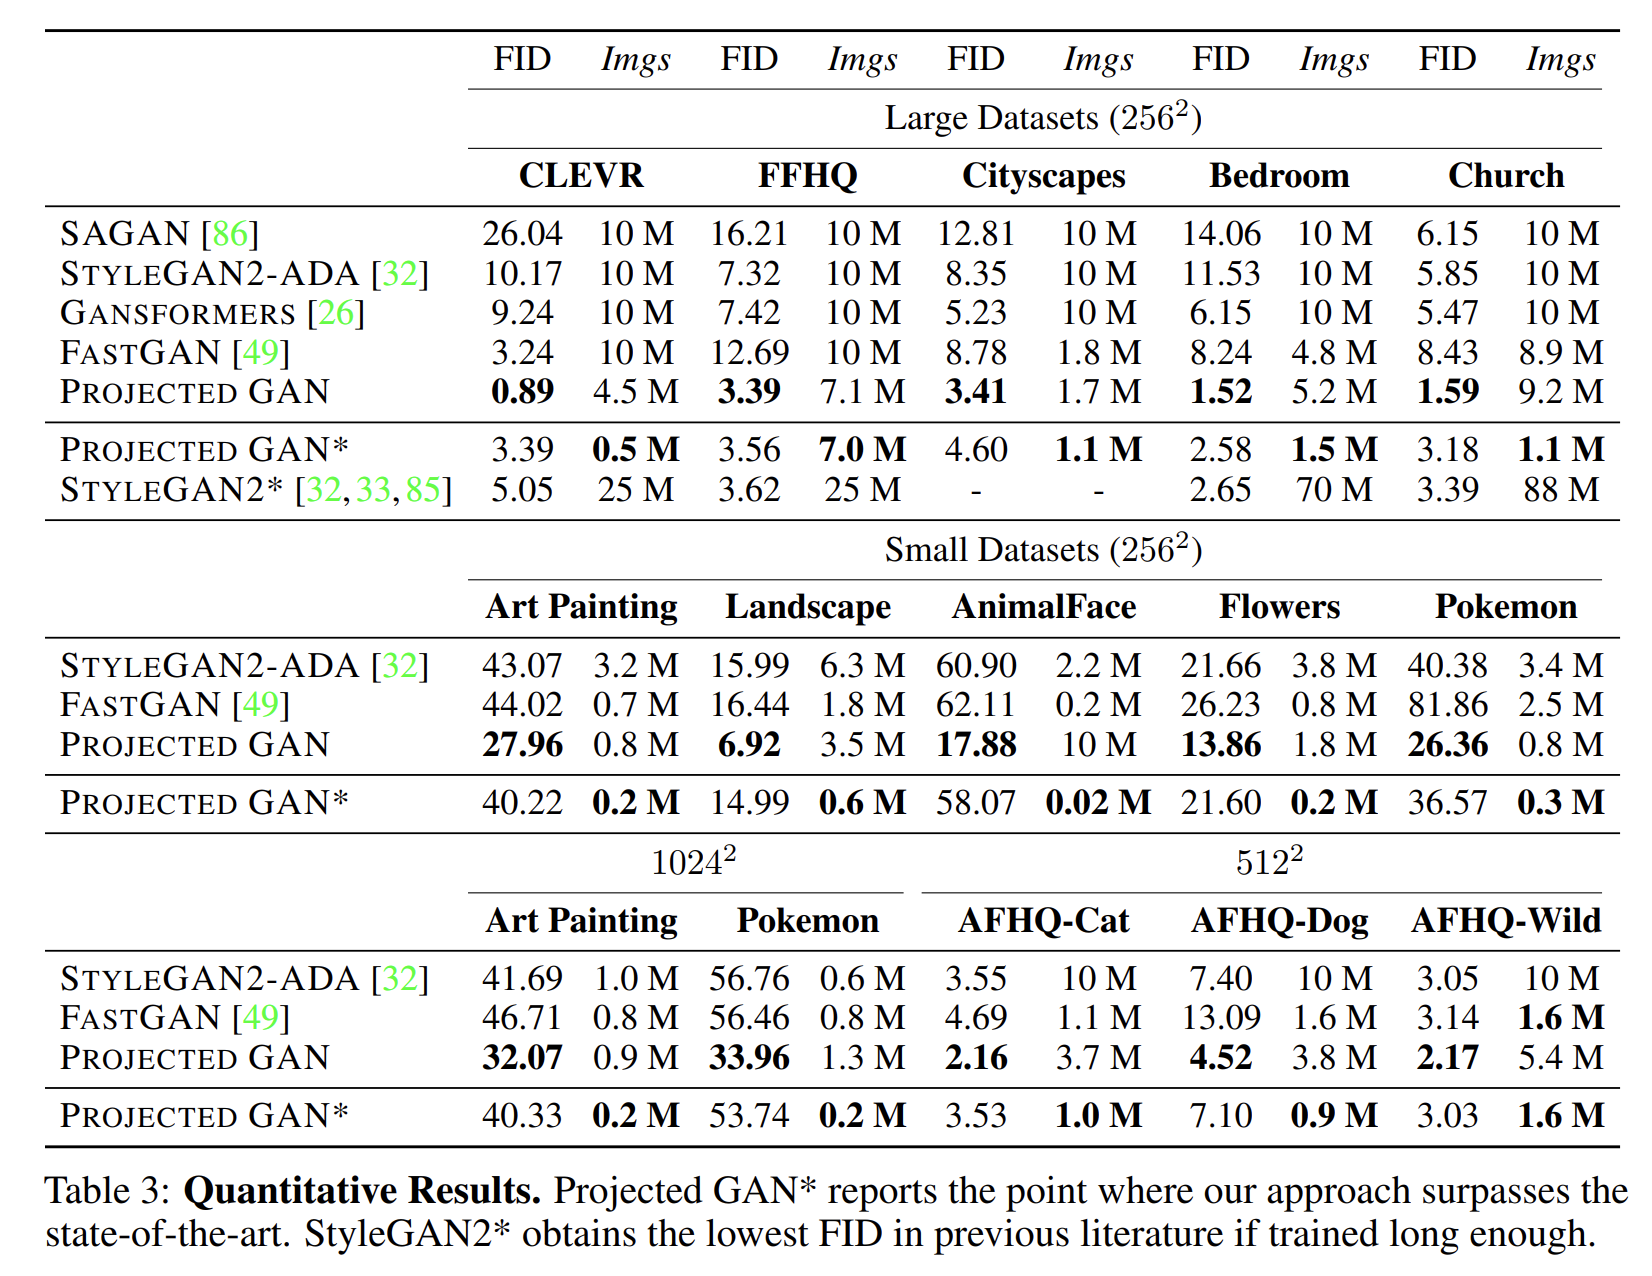 FID Imgs FID Imgs FID Imgs FID Imgs FID Imgs
Large Datasets (256²)
CLEVR FFHQ Cityscapes Bedroom Church
SAGAN [86] 26.04 10 M 16.21 10 M 12.81 10 M 14.06 10 M 6.15 10 M
STYLEGAN2-ADA [32] 10.17 10 M 7.32 10 M 8.35 10 M 11.53 10 M 5.85 10 M
GANSFORMERS [26] 9.24 10 M 7.42 10 M 5.23 10 M 6.15 10 M 5.47 10 M
FASTGAN [49] 3.24 10 M 12.69 10 M 8.78 1.8 M 8.24 4.8 M 8.43 8.9 M
PROJECTED GAN 0.89 4.5 M 3.39 7.1 M 3.41 1.7 M 1.52 5.2 M 1.59 9.2 M
PROJECTED GAN* 3.39 0.5 M 3.56 7.0 M 4.60 1.1 M 2.58 1.5 M 3.18 1.1 M
STYLEGAN2* [32, 33, 85] 5.05 25 M 3.62 25 M - - 2.65 70 M 3.39 88 M
Small Datasets (256²)
Art Painting Landscape AnimalFace Flowers Pokemon
STYLEGAN2-ADA [32] 43.07 3.2 M 15.99 6.3 M 60.90 2.2 M 21.66 3.8 M 40.38 3.4 M
FASTGAN [49] 44.02 0.7 M 16.44 1.8 M 62.11 0.2 M 26.23 0.8 M 81.86 2.5 M
PROJECTED GAN 27.96 0.8 M 6.92 3.5 M 17.88 10 M 13.86 1.8 M 26.36 0.8 M
PROJECTED GAN* 40.22 0.2 M 14.99 0.6 M 58.07 0.02 M 21.60 0.2 M 36.57 0.3 M
1024² 512²
Art Painting Pokemon AFHQ-Cat AFHQ-Dog AFHQ-Wild
STYLEGAN2-ADA [32] 41.69 1.0 M 56.76 0.6 M 3.55 10 M 7.40 10 M 3.05 10 M
FASTGAN [49] 46.71 0.8 M 56.46 0.8 M 4.69 1.1 M 13.09 1.6 M 3.14 1.6 M
PROJECTED GAN 32.07 0.9 M 33.96 1.3 M 2.16 3.7 M 4.52 3.8 M 2.17 5.4 M
PROJECTED GAN* 40.33 0.2 M 53.74 0.2 M 3.53 1.0 M 7.10 0.9 M 3.03 1.6 M
Table 3: Quantitative Results. Projected GAN* reports the point where our approach surpasses the
state-of-the-art. StyleGAN2* obtains the lowest FID in previous literature if trained long enough.